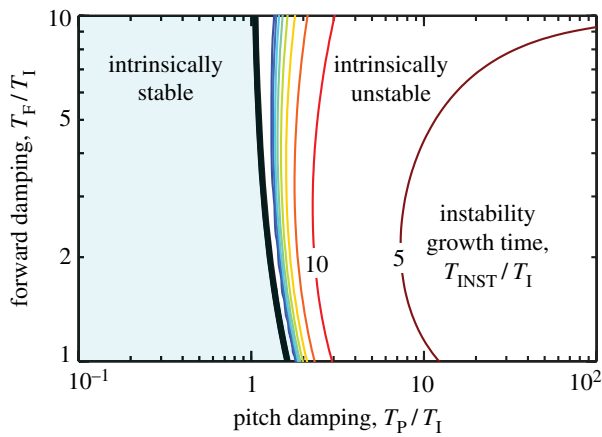 10
intrinsically
stable
intrinsically
unstable
5
forward damping, T_F / T_I
instability
growth time,
T_INST / T_I
2
10
5
1
10^–1
1
10
10^2
pitch damping, T_P / T_I